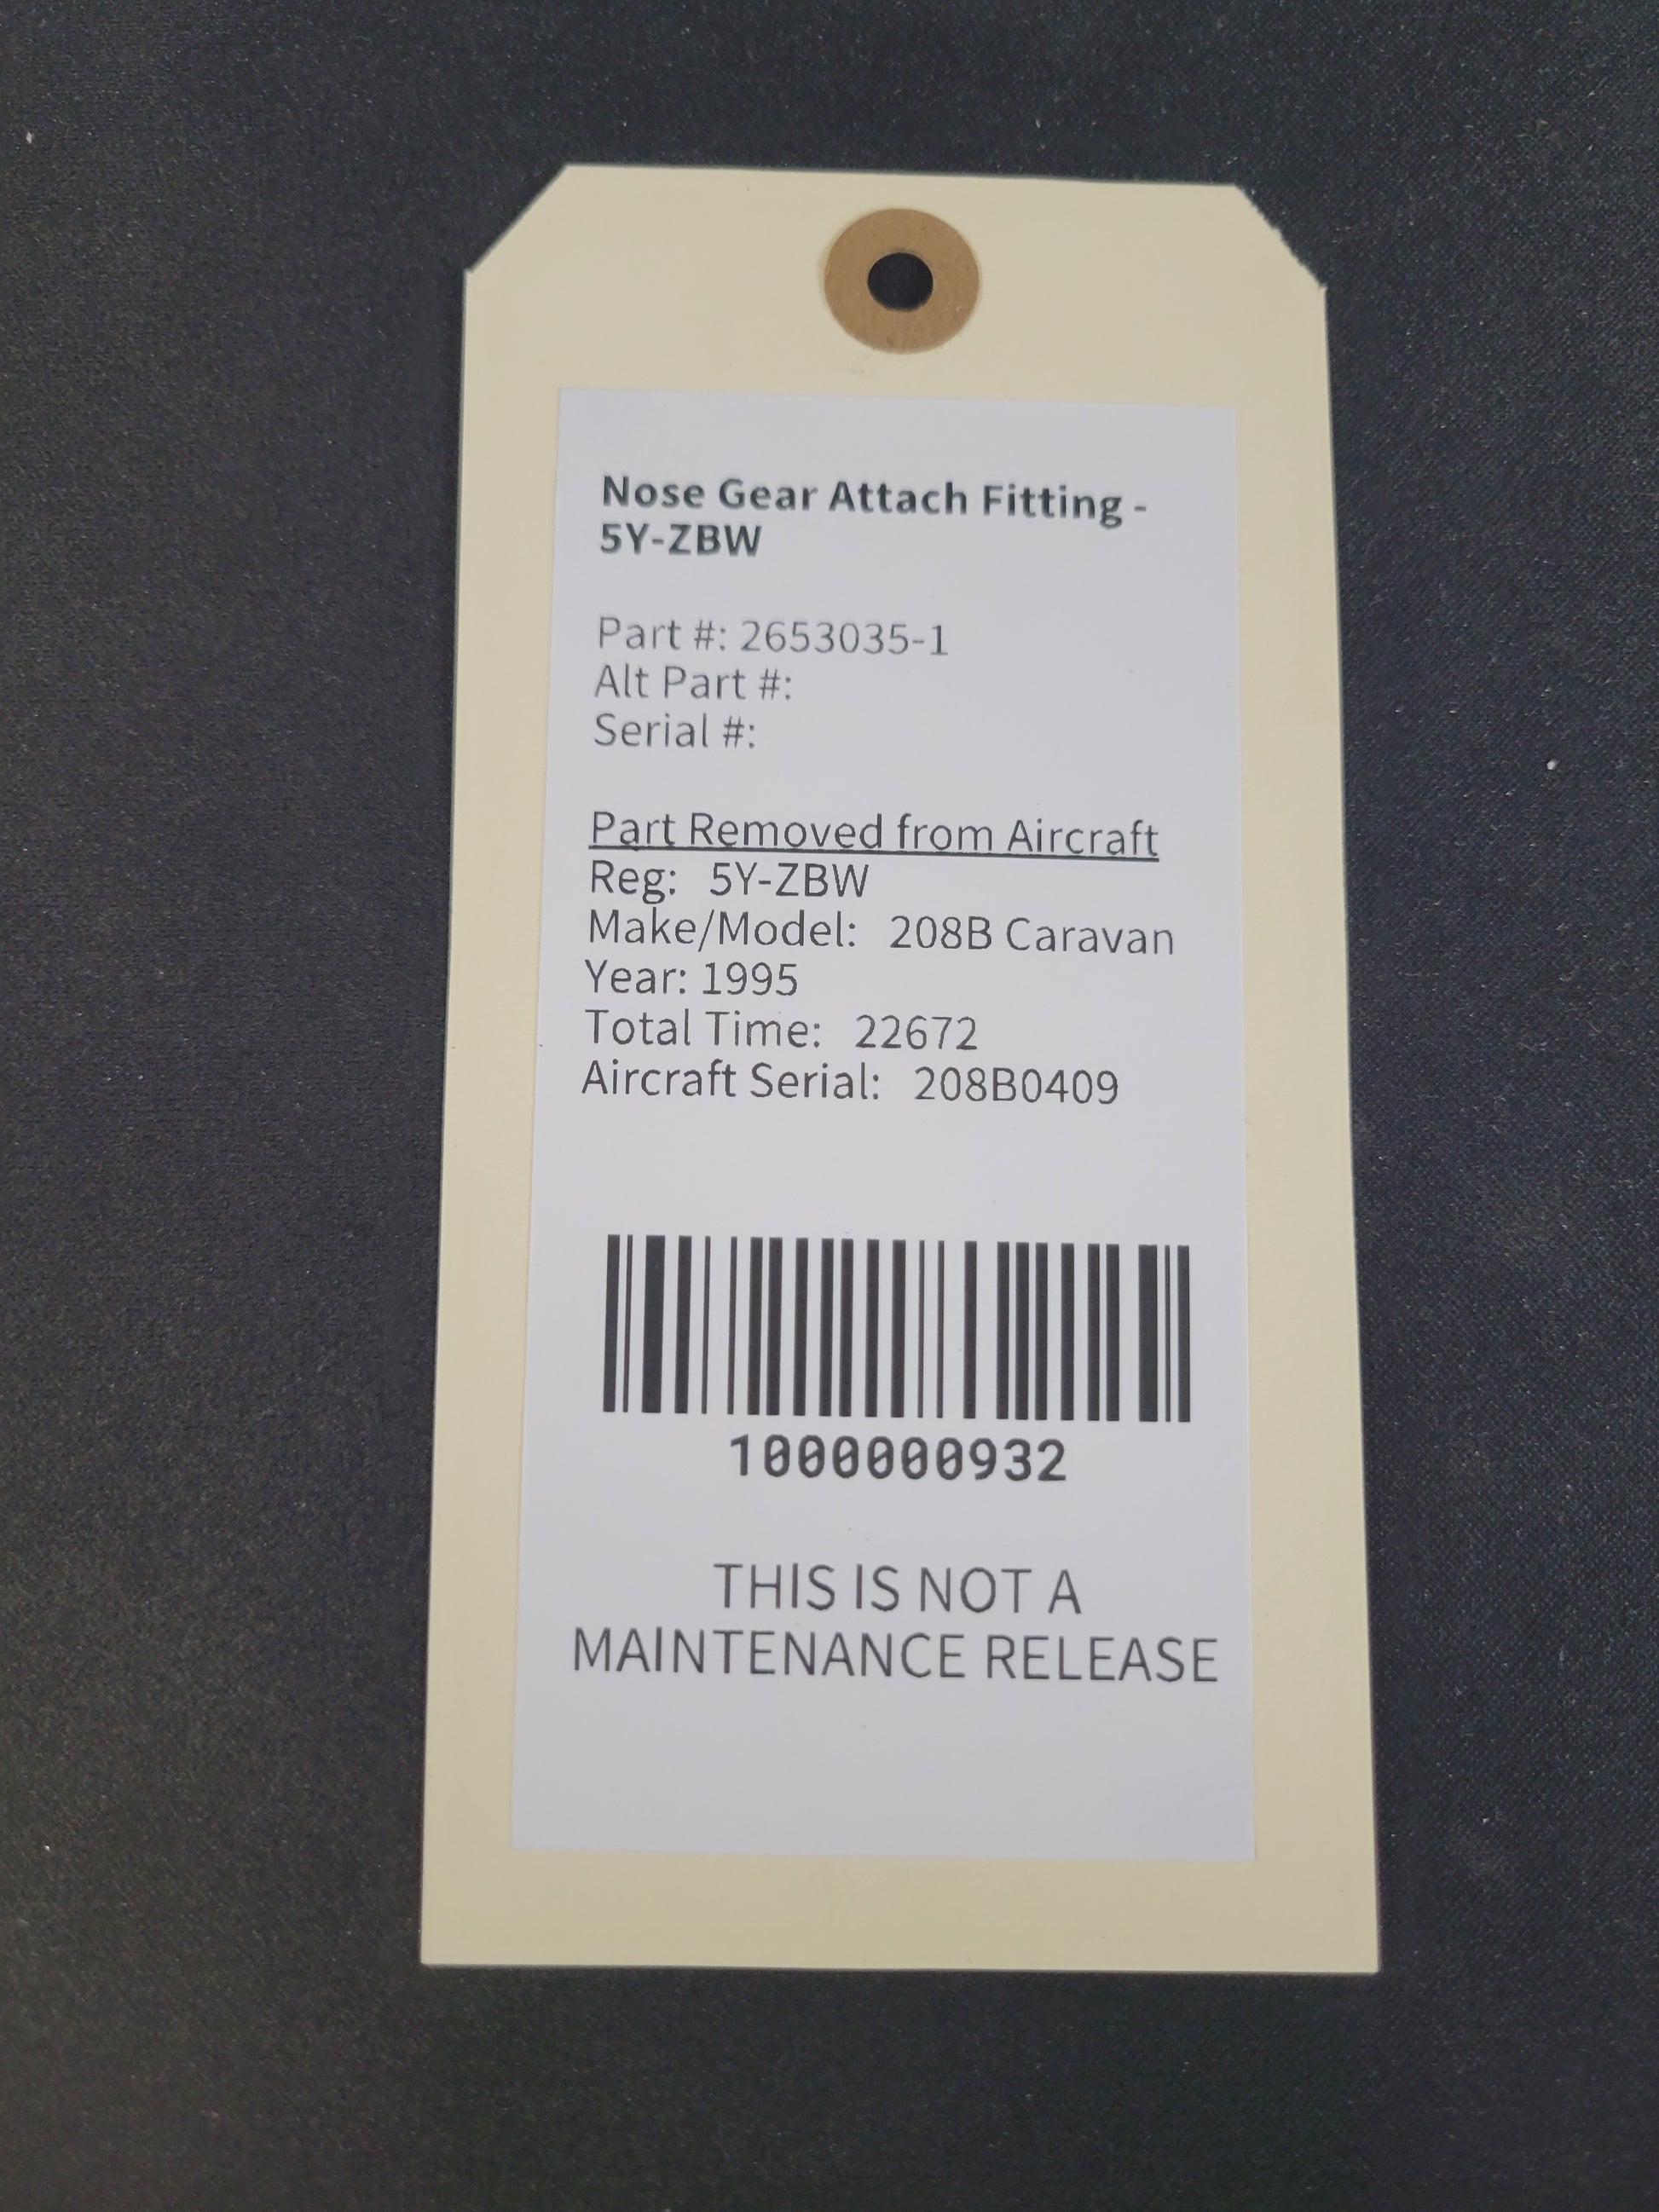 Nose Gear Attach Fitting -
5Y-ZBW
Part #: 2653035-1
Alt Part #:
Serial #:
Part Removed from Aircraft
Reg: 5Y-ZBW
Make/Model: 208B Caravan
Year: 1995
Total Time: 22672
Aircraft Serial: 208B0409
1000000932
THIS IS NOT A
MAINTENANCE RELEASE